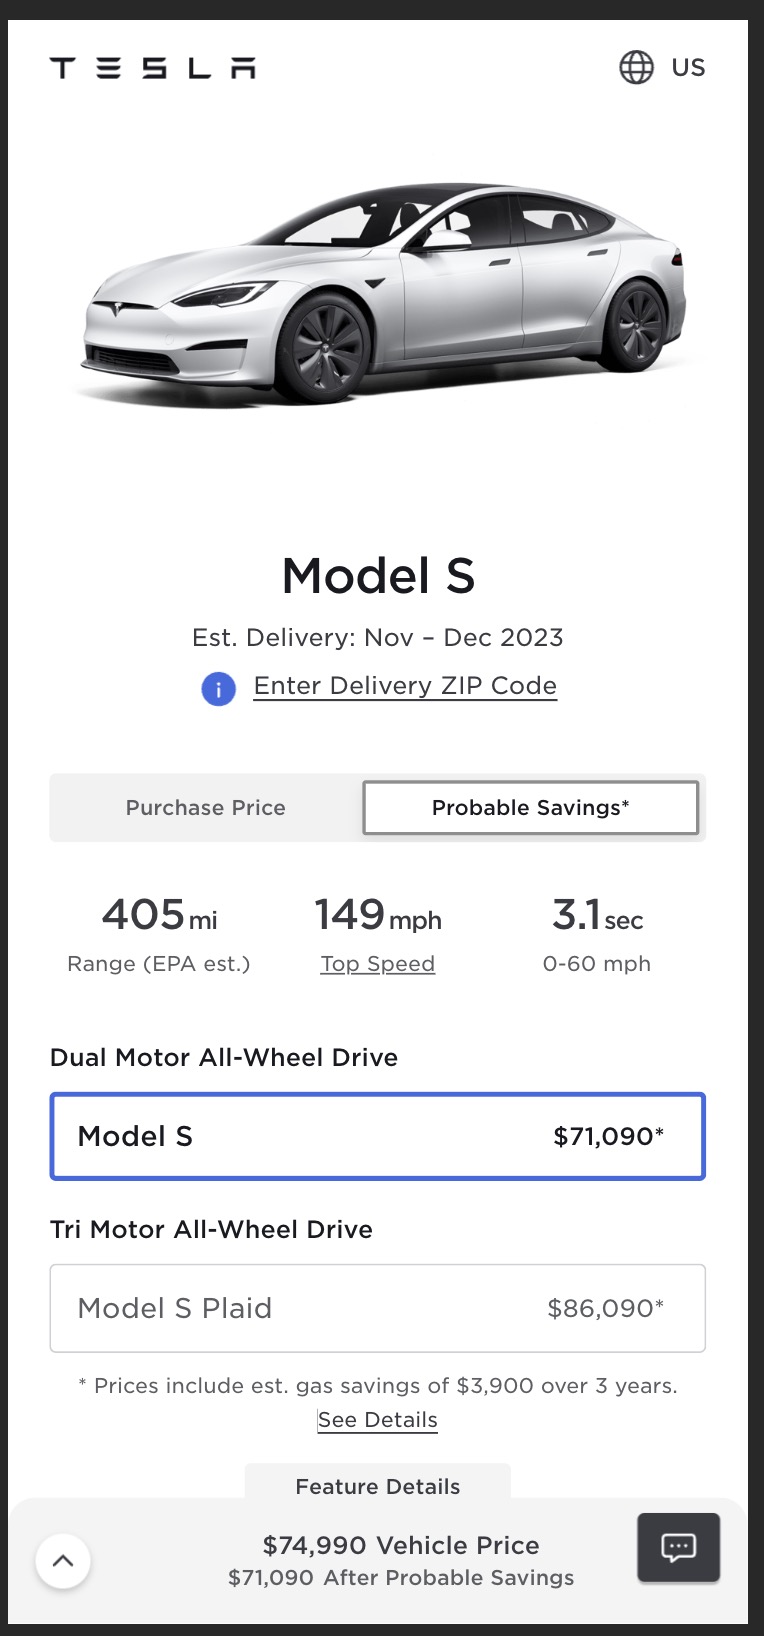 TESLA
US
Model S
Est. Delivery: Nov – Dec 2023
i
Enter Delivery ZIP Code
Purchase Price
Probable Savings*
405 mi
149 mph
3.1 sec
Range (EPA est.)
Top Speed
0-60 mph
Dual Motor All-Wheel Drive
Model S
$71,090*
Tri Motor All-Wheel Drive
Model S Plaid
$86,090*
* Prices include est. gas savings of $3,900 over 3 years.
See Details
Feature Details
$74,990 Vehicle Price
$71,090 After Probable Savings